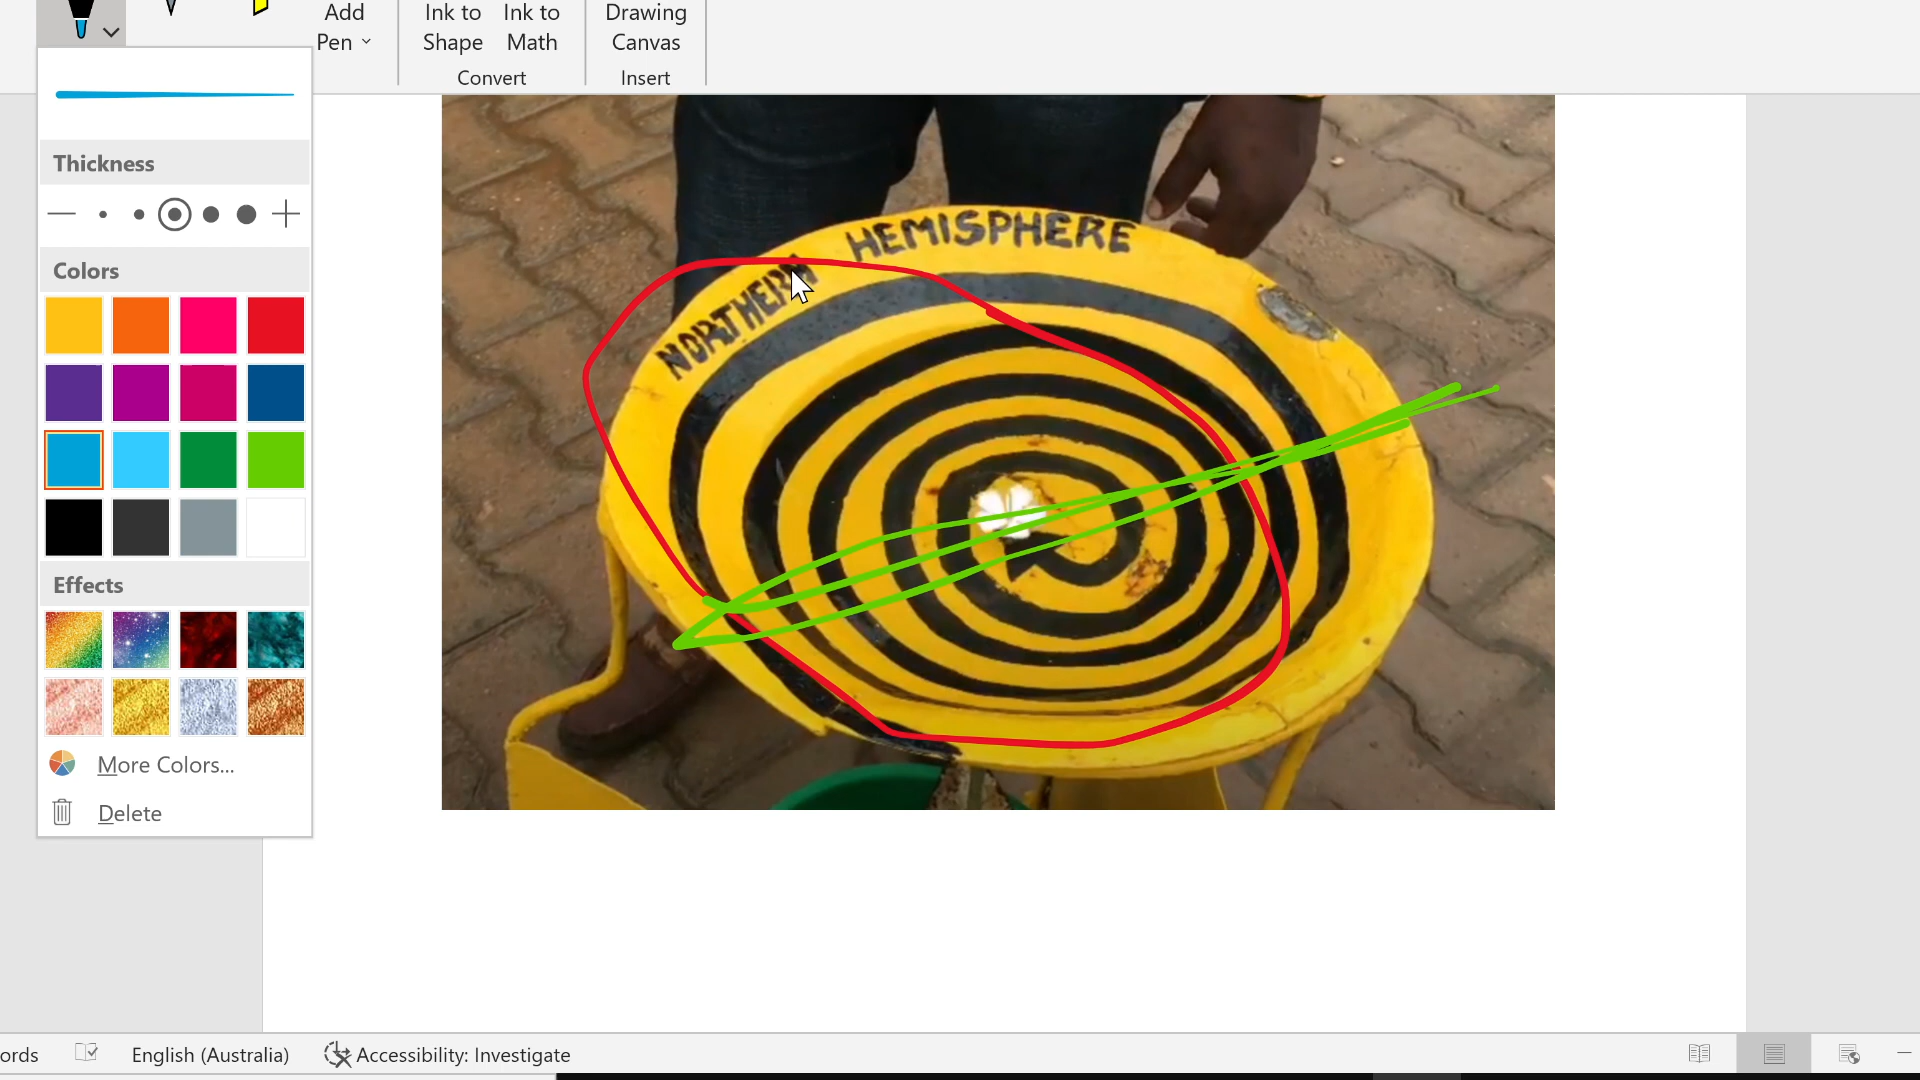 Add
Pen
Ink to
Shape
Ink to
Math
Convert
Drawing
Canvas
Insert
Thickness
Colors
Effects
More Colors...
Delete
NORTHERN HEMISPHERE
ords
English (Australia)
Accessibility: Investigate